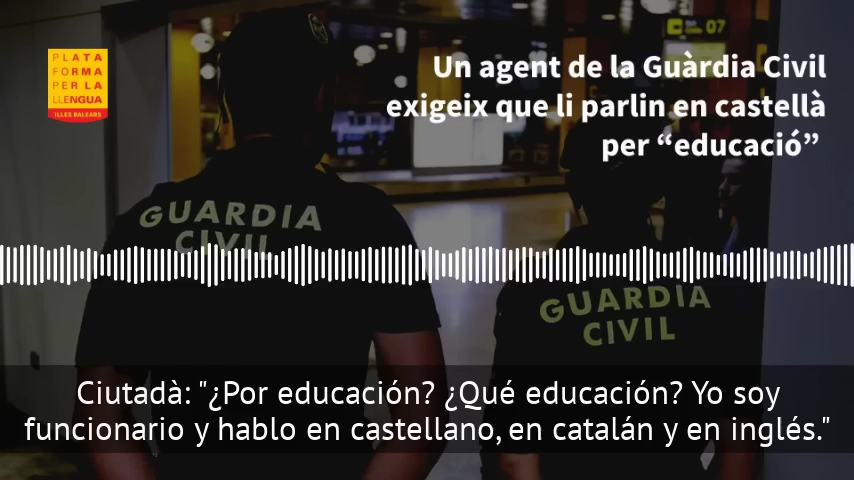 PLATA
FORMA
PER LA
LLENGUA
ILLES BALEARS
07
Un agent de la Guàrdia Civil
exigeix que li parlin en castellà
per “educació”
GUARDIA
CIVIL
GUARDIA
CIVIL
Ciutadà: "¿Por educación? ¿Qué educación? Yo soy
funcionario y hablo en castellano, en catalán y en inglés."